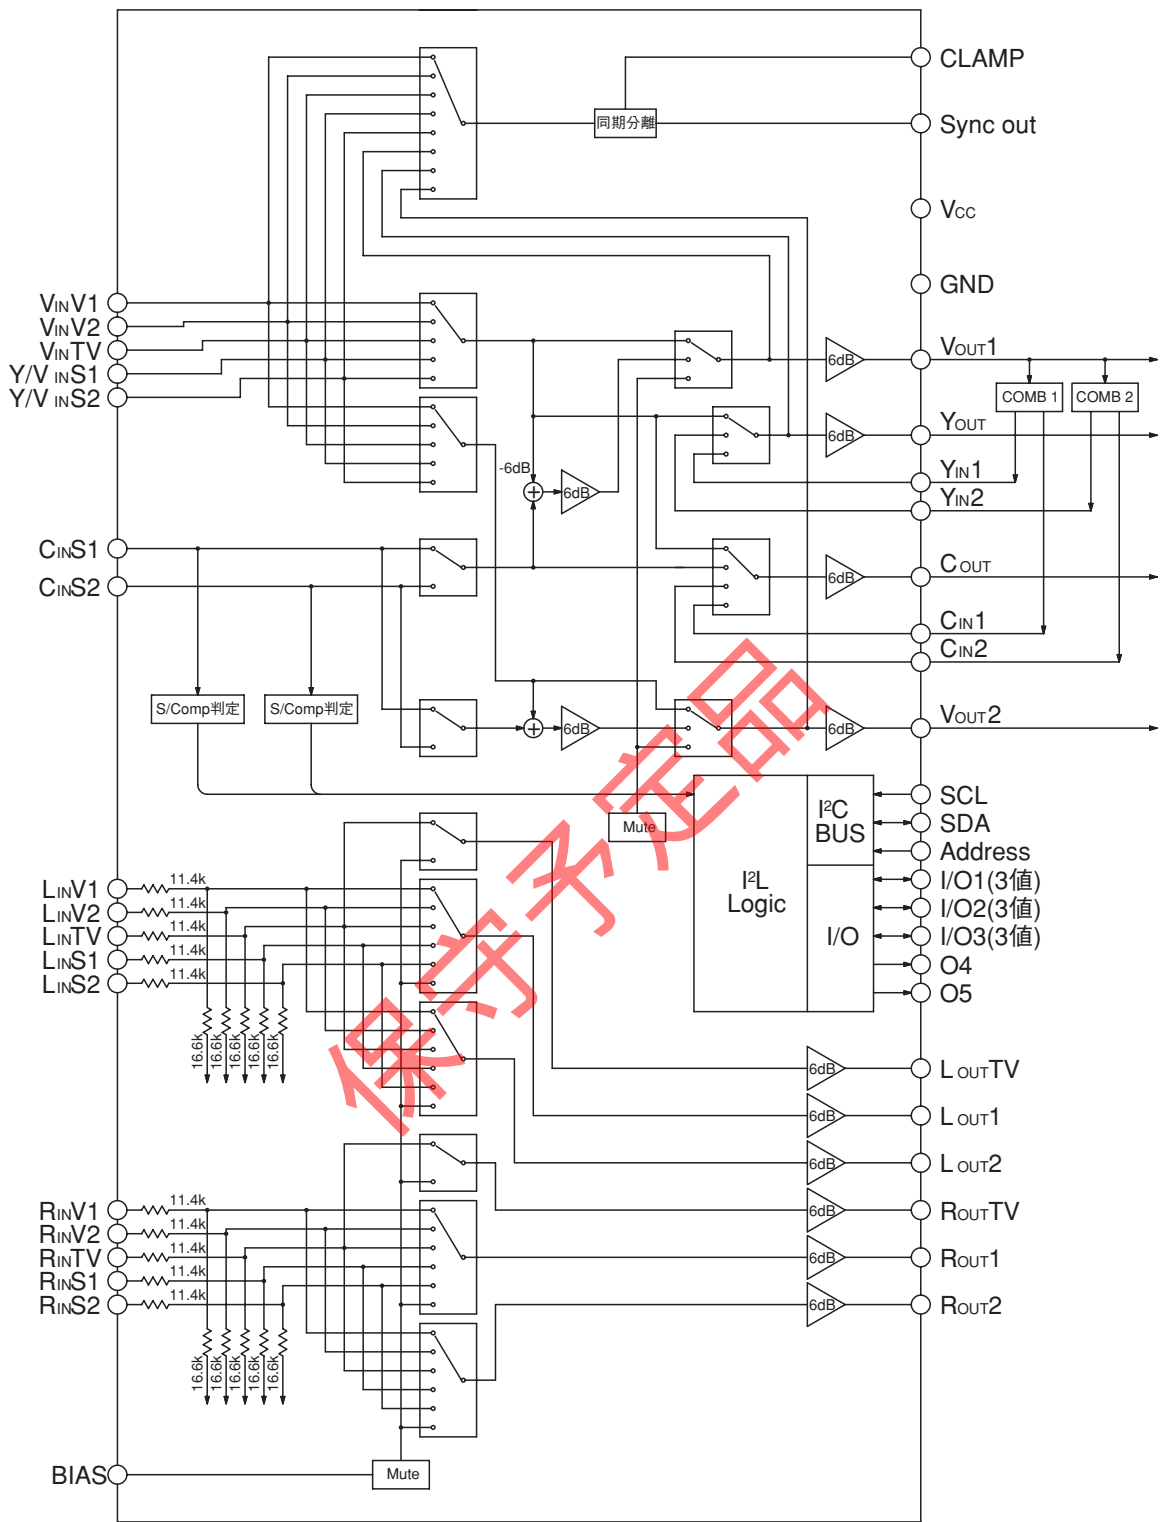 CLAMP
同期分離
Sync out
VCC
GND
VINV1
VINV2
VINTV
Y/V INS1
Y/V INS2
6dB
VOUT1
COMB 1
COMB 2
6dB
YOUT
-6dB
6dB
YIN1
YIN2
CINS1
CINS2
6dB
COUT
CIN1
CIN2
S/Comp判定
S/Comp判定
6dB
6dB
VOUT2
Mute
I²L
Logic
I²C
BUS
I/O
SCL
SDA
Address
I/O1(3値)
I/O2(3値)
I/O3(3値)
O4
O5
LINV1
11.4k
LINV2
11.4k
LINTV
11.4k
LINS1
11.4k
LINS2
11.4k
16.6k
16.6k
16.6k
16.6k
16.6k
6dB
LOUTTV
6dB
LOUT1
6dB
LOUT2
RINV1
11.4k
RINV2
11.4k
RINTV
11.4k
RINS1
11.4k
RINS2
11.4k
16.6k
16.6k
16.6k
16.6k
16.6k
6dB
ROUTTV
6dB
ROUT1
6dB
ROUT2
BIAS
Mute
保守予定品